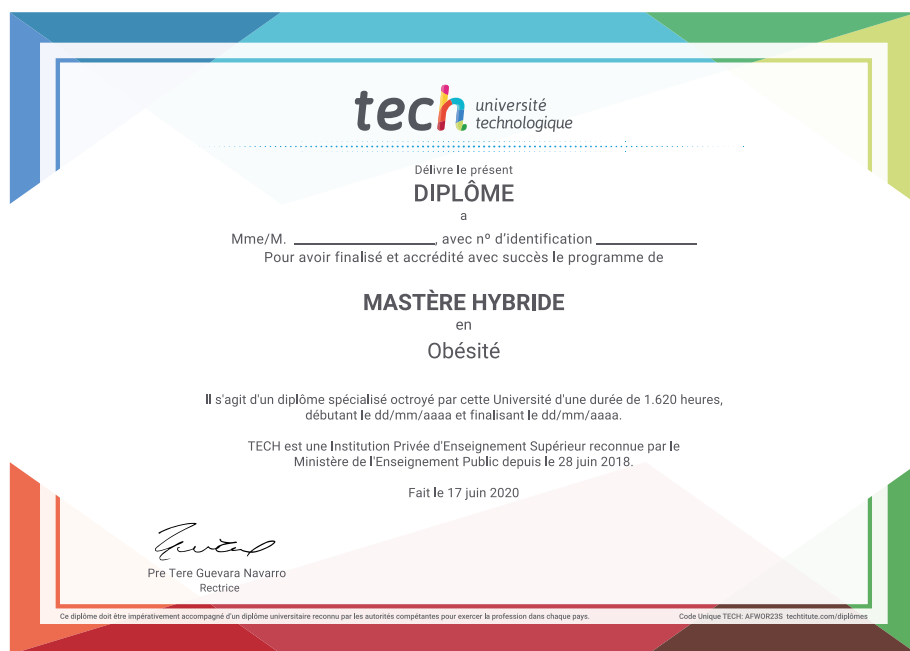 tech université
technologique
Délivre le présent
DIPLÔME
a
Mme/M. ____________________, avec nº d'identification ______________
Pour avoir finalisé et accrédité avec succès le programme de
MASTÈRE HYBRIDE
en
Obésité
Il s'agit d'un diplôme spécialisé octroyé par cette Université d'une durée de 1.620 heures,
débutant le dd/mm/aaaa et finalisant le dd/mm/aaaa.
TECH est une Institution Privée d'Enseignement Supérieur reconnue par le
Ministère de l'Enseignement Public depuis le 28 juin 2018.
Fait le 17 juin 2020
Pre Tere Guevara Navarro
Rectrice
Ce diplôme doit être impérativement accompagné d'un diplôme universitaire reconnu par les autorités compétantes pour exercer la profession dans chaque pays.
Code Unique TECH: AFWOR23S techtitute.com/diplômes